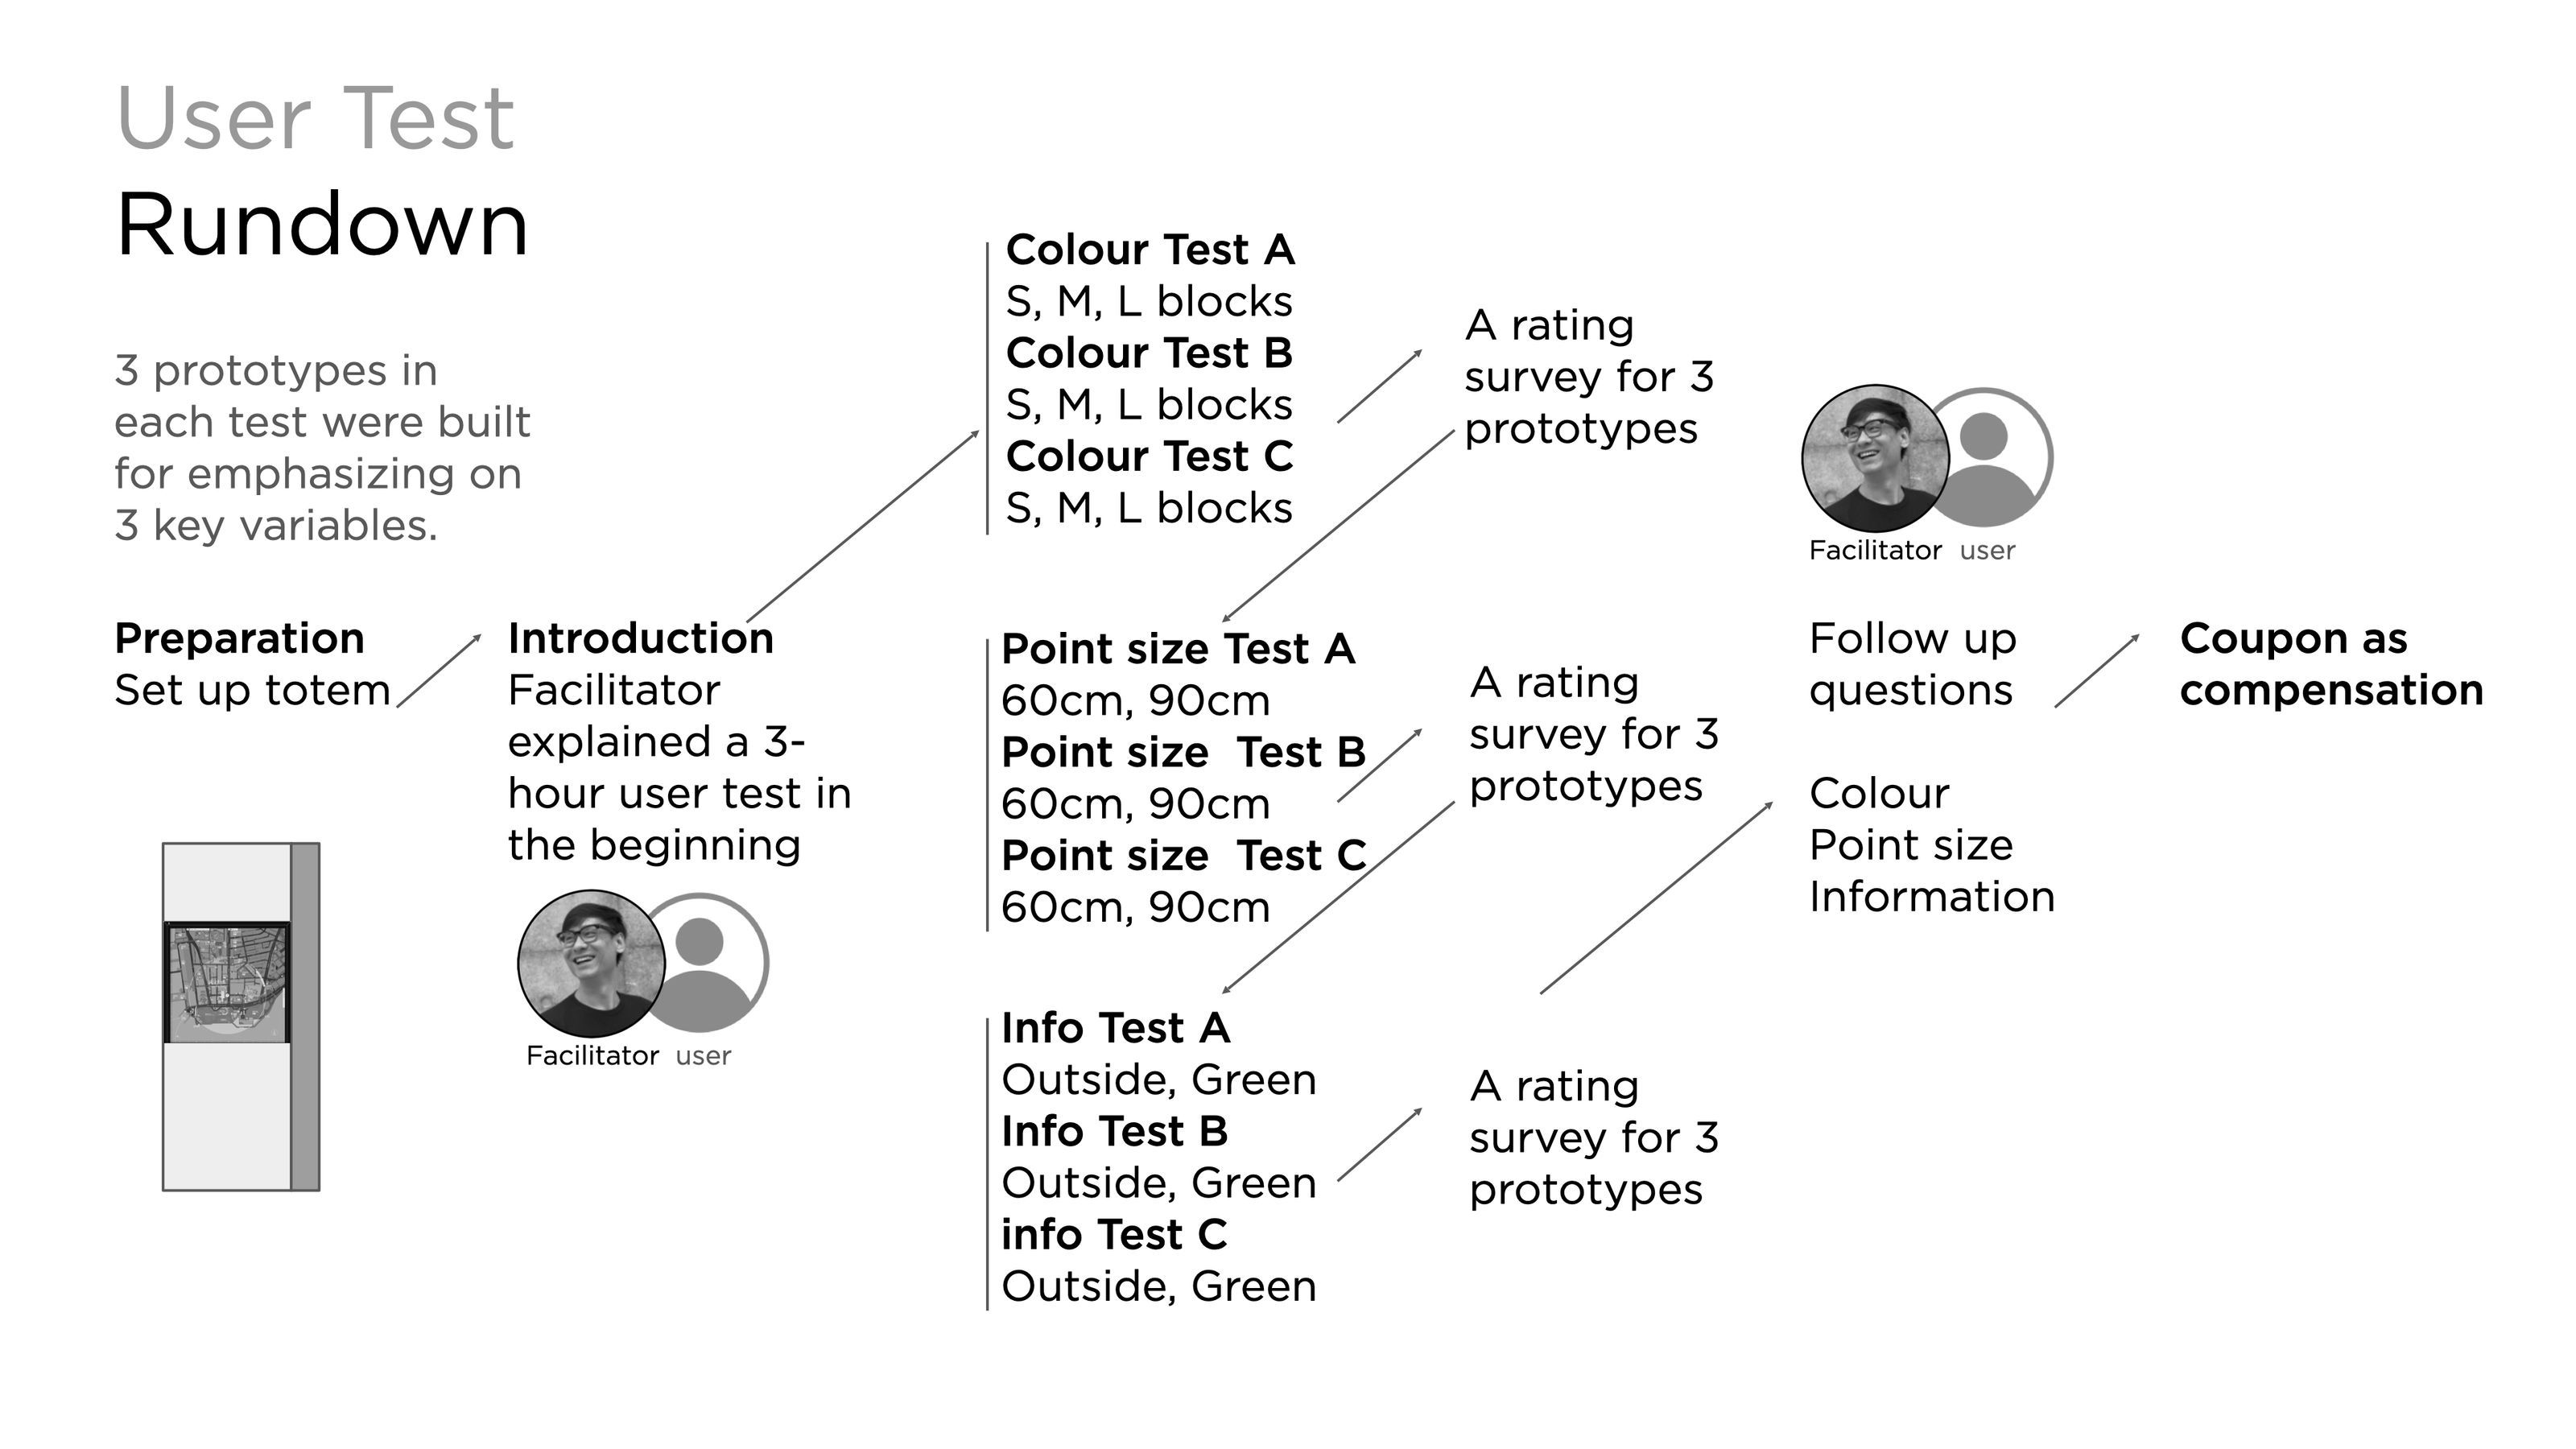 User Test
Rundown
3 prototypes in
each test were built
for emphasizing on
3 key variables.
Preparation
Set up totem
Introduction
Facilitator
explained a 3-
hour user test in
the beginning
Facilitator user
Colour Test A
S, M, L blocks
Colour Test B
S, M, L blocks
Colour Test C
S, M, L blocks
A rating
survey for 3
prototypes
Point size Test A
60cm, 90cm
Point size  Test B
60cm, 90cm
Point size  Test C
60cm, 90cm
A rating
survey for 3
prototypes
Info Test A
Outside, Green
Info Test B
Outside, Green
info Test C
Outside, Green
A rating
survey for 3
prototypes
Facilitator user
Follow up
questions
Colour
Point size
Information
Coupon as
compensation